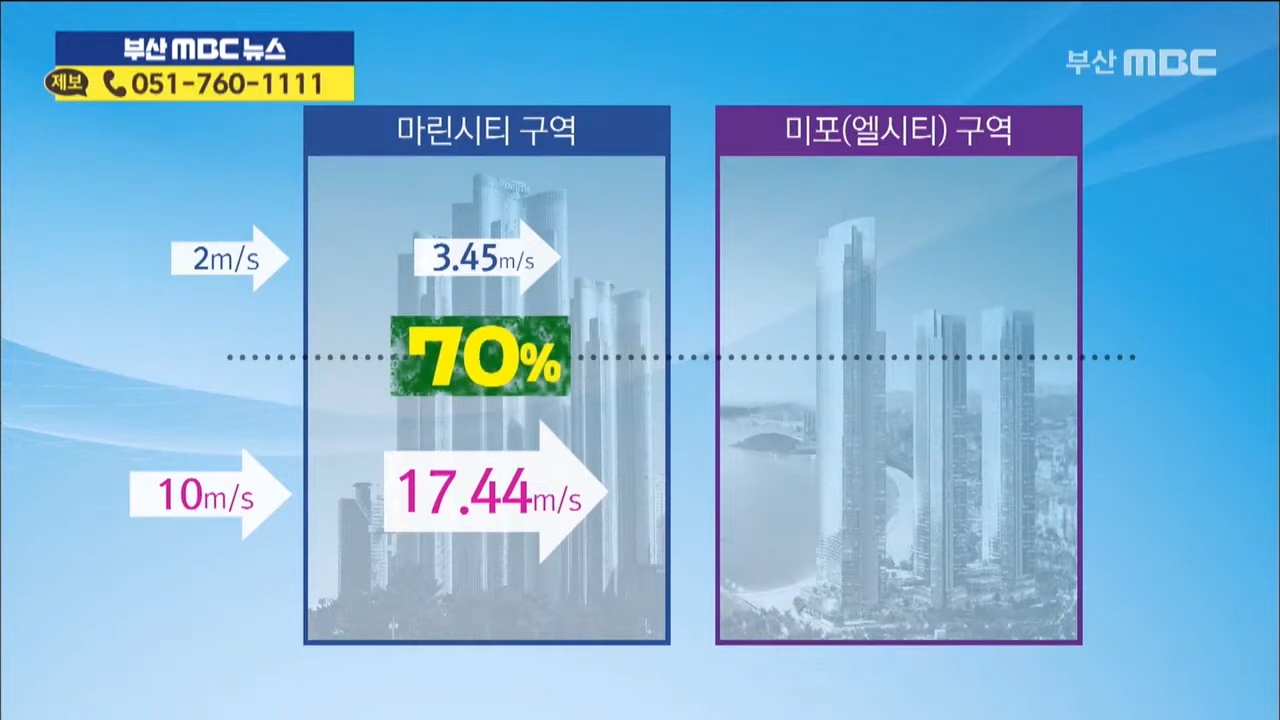 부산 MBC 뉴스
제보 051-760-1111
부산 MBC
마린시티 구역
미포(엘시티) 구역
2m/s
3.45m/s
70%
10m/s
17.44m/s